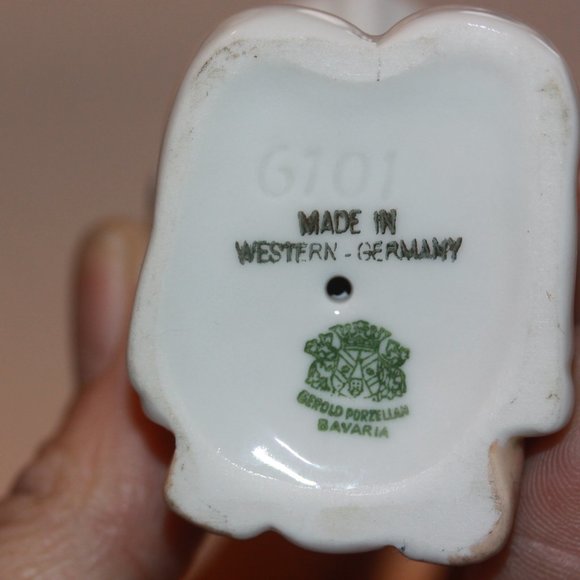 6101
MADE IN
WESTERN - GERMANY
GEROLD PORZELLAN
BAVARIA